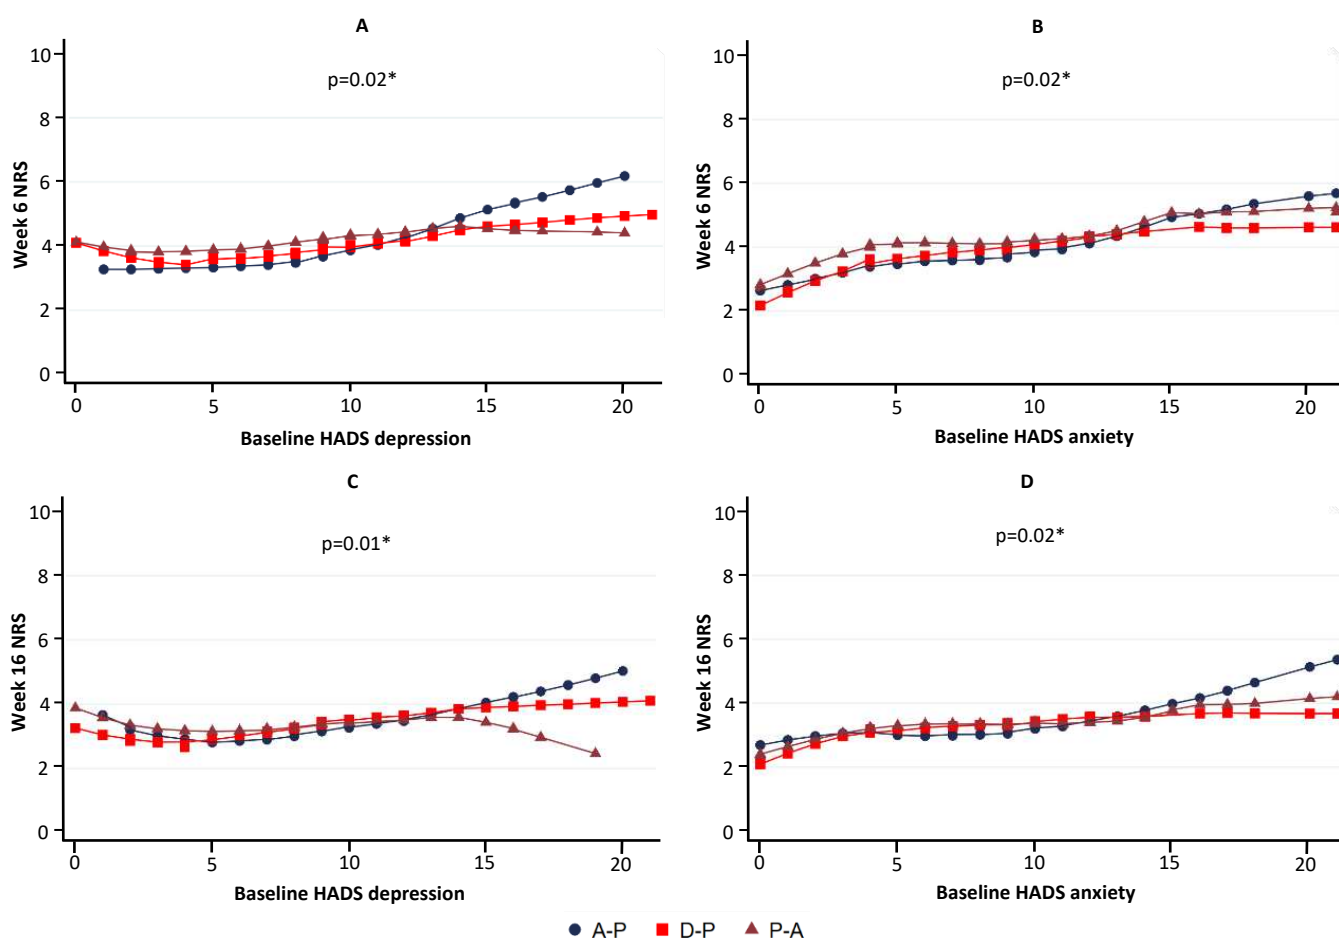 A
p=0.02*
Week 6 NRS
10
8
6
4
2
0
0 5 10 15 20
Baseline HADS depression
B
p=0.02*
Week 6 NRS
10
8
6
4
2
0
0 5 10 15 20
Baseline HADS anxiety
C
p=0.01*
Week 16 NRS
10
8
6
4
2
0
0 5 10 15 20
Baseline HADS depression
D
p=0.02*
Week 16 NRS
10
8
6
4
2
0
0 5 10 15 20
Baseline HADS anxiety
A-P D-P P-A